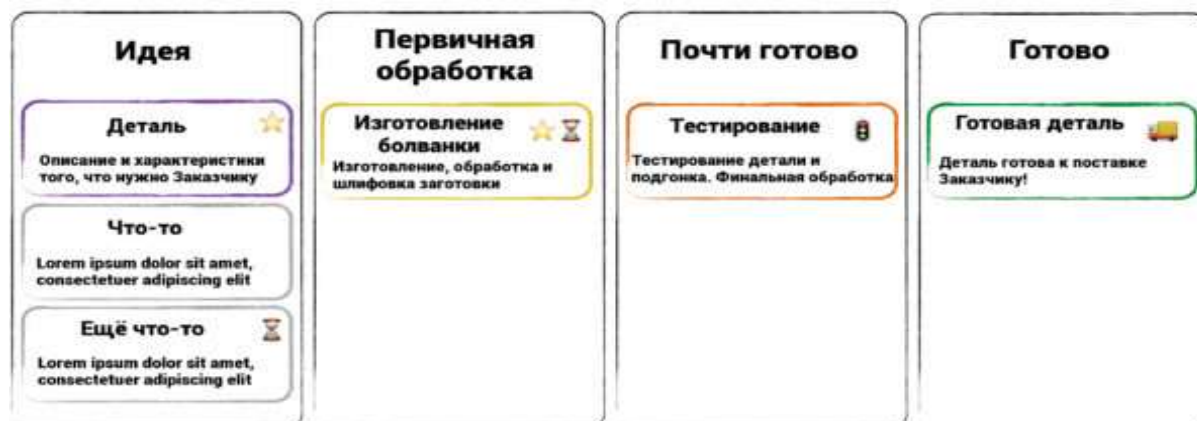 Идея
Деталь
Описание и характеристики
того, что нужно Заказчику
Что-то
Lorem ipsum dolor sit amet,
consectetuer adipiscing elit
Ещё что-то
Lorem ipsum dolor sit amet,
consectetuer adipiscing elit
Первичная
обработка
Изготовление
болванки
Изготовление, обработка и
шлифовка заготовки
Почти готово
Тестирование
Тестирование детали и
подгонка. Финальная обработка
Готово
Готовая деталь
Деталь готова к поставке
Заказчику!